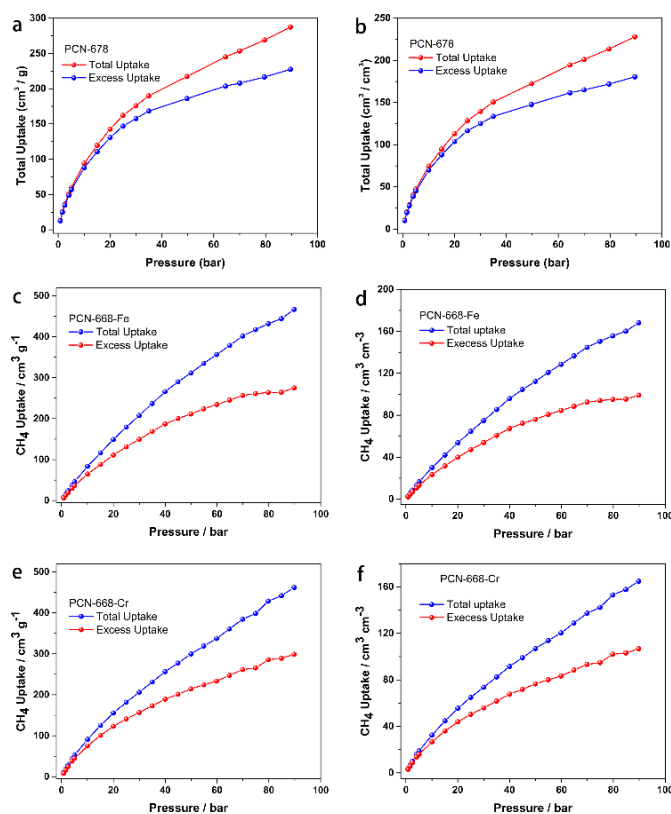 a
PCN-678
Total Uptake
Excess Uptake
Total Uptake (cm³ / g)
300
250
200
150
100
50
0
0 20 40 60 80 100
Pressure (bar)
b
PCN-678
Total Uptake
Excess Uptake
Total Uptake (cm³ / cm³)
250
200
150
100
50
0
0 20 40 60 80 100
Pressure (bar)
c
PCN-668-Fe
Total Uptake
Excess Uptake
CH₄ Uptake / cm³ g⁻¹
500
400
300
200
100
0
0 20 40 60 80 100
Pressure / bar
d
PCN-668-Fe
Total uptake
Execess Uptake
CH₄ Uptake / cm³ cm⁻³
200
160
120
80
40
0
0 20 40 60 80 100
Pressure / bar
e
PCN-668-Cr
Total Uptake
Excess Uptake
CH₄ Uptake / cm³ g⁻¹
500
400
300
200
100
0
0 20 40 60 80 100
Pressure / bar
f
PCN-668-Cr
Total uptake
Execess Uptake
CH₄ Uptake / cm³ cm⁻³
160
120
80
40
0
0 20 40 60 80 100
Pressure / bar